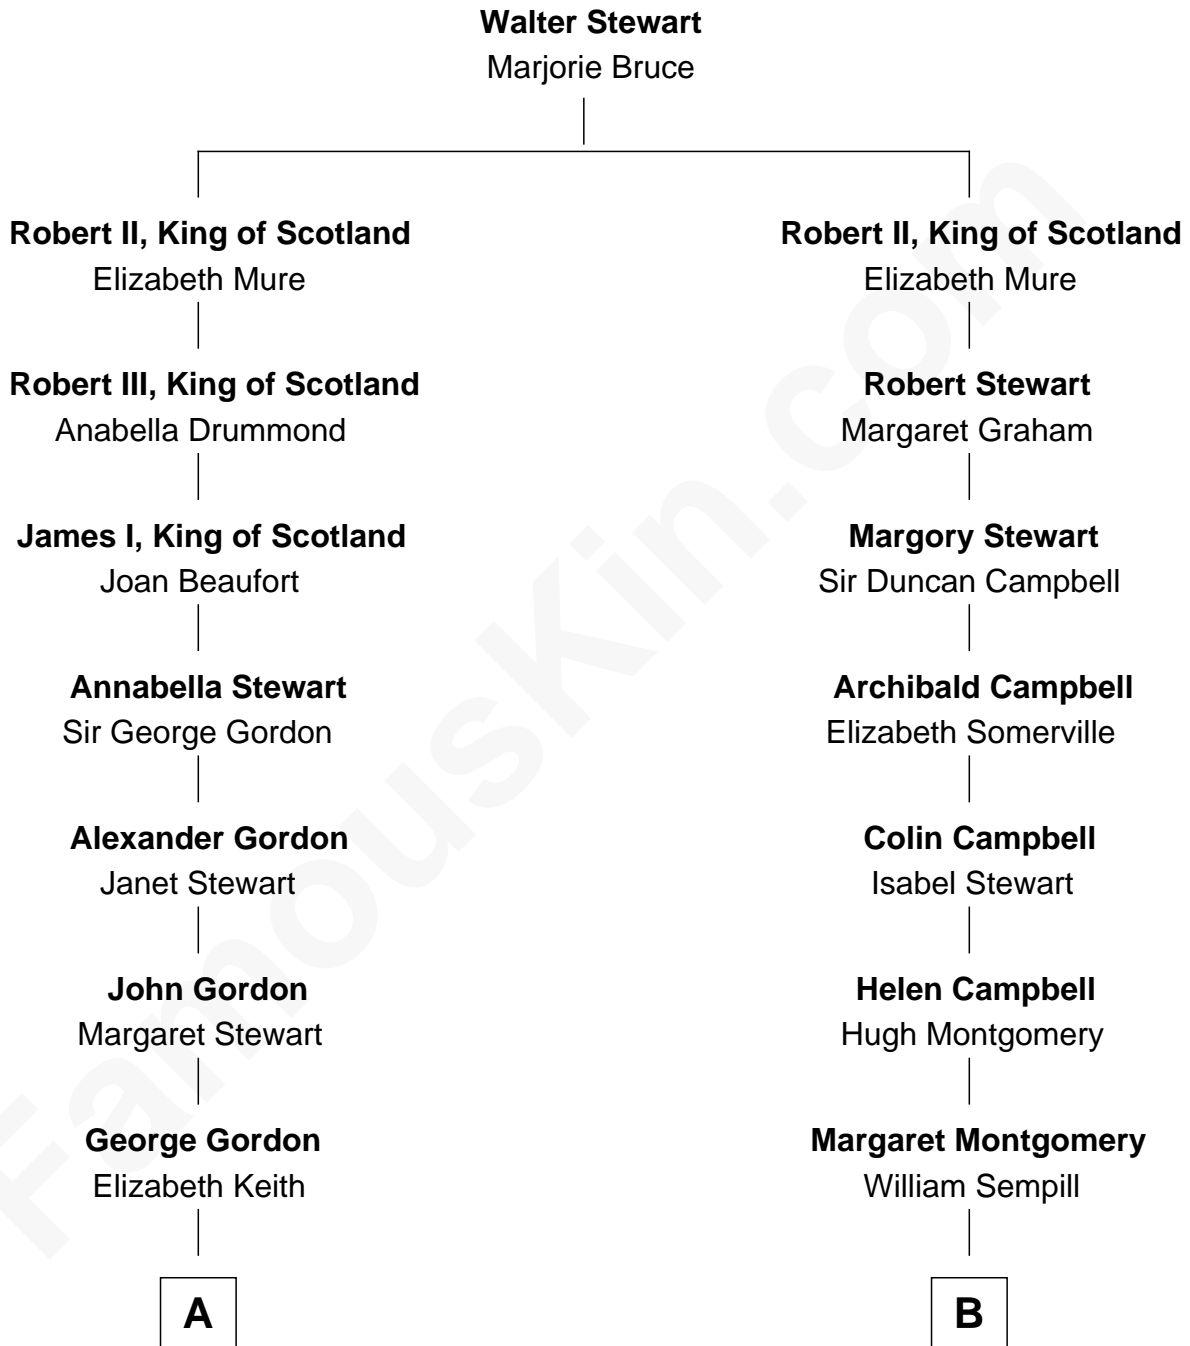 Walter Stewart
Marjorie Bruce
Robert II, King of Scotland
Elizabeth Mure
Robert III, King of Scotland
Anabella Drummond
James I, King of Scotland
Joan Beaufort
Annabella Stewart
Sir George Gordon
Alexander Gordon
Janet Stewart
John Gordon
Margaret Stewart
George Gordon
Elizabeth Keith
A
Robert II, King of Scotland
Elizabeth Mure
Robert Stewart
Margaret Graham
Margory Stewart
Sir Duncan Campbell
Archibald Campbell
Elizabeth Somerville
Colin Campbell
Isabel Stewart
Helen Campbell
Hugh Montgomery
Margaret Montgomery
William Sempill
B
FamousKin.com